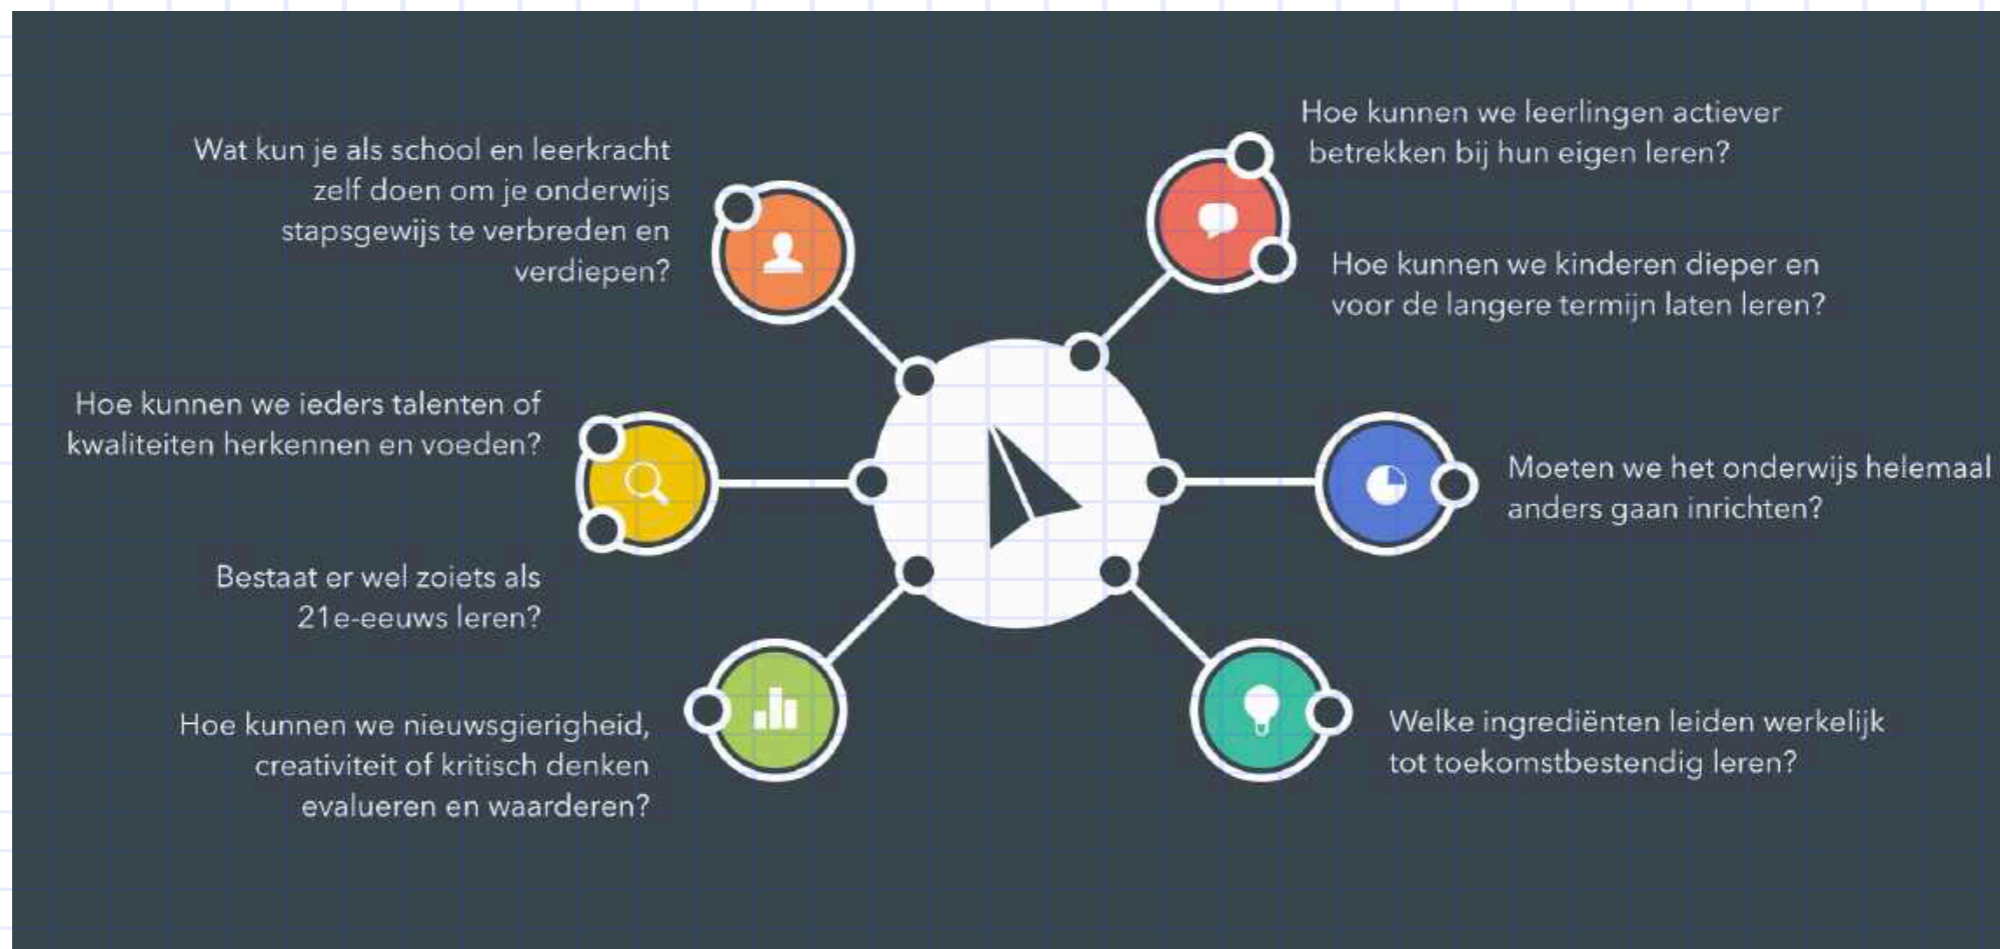 Wat kun je als school en leerkracht
zelf doen om je onderwijs
stapsgewijs te verbreden en
verdiepen?
Hoe kunnen we ieders talenten of
kwaliteiten herkennen en voeden?
Bestaat er wel zoiets als
21e-eeuws leren?
Hoe kunnen we nieuwsgierigheid,
creativiteit of kritisch denken
evalueren en waarderen?
Hoe kunnen we leerlingen actiever
betrekken bij hun eigen leren?
Hoe kunnen we kinderen dieper en
voor de langere termijn laten leren?
Moeten we het onderwijs helemaal
anders gaan inrichten?
Welke ingrediënten leiden werkelijk
tot toekomstbestendig leren?